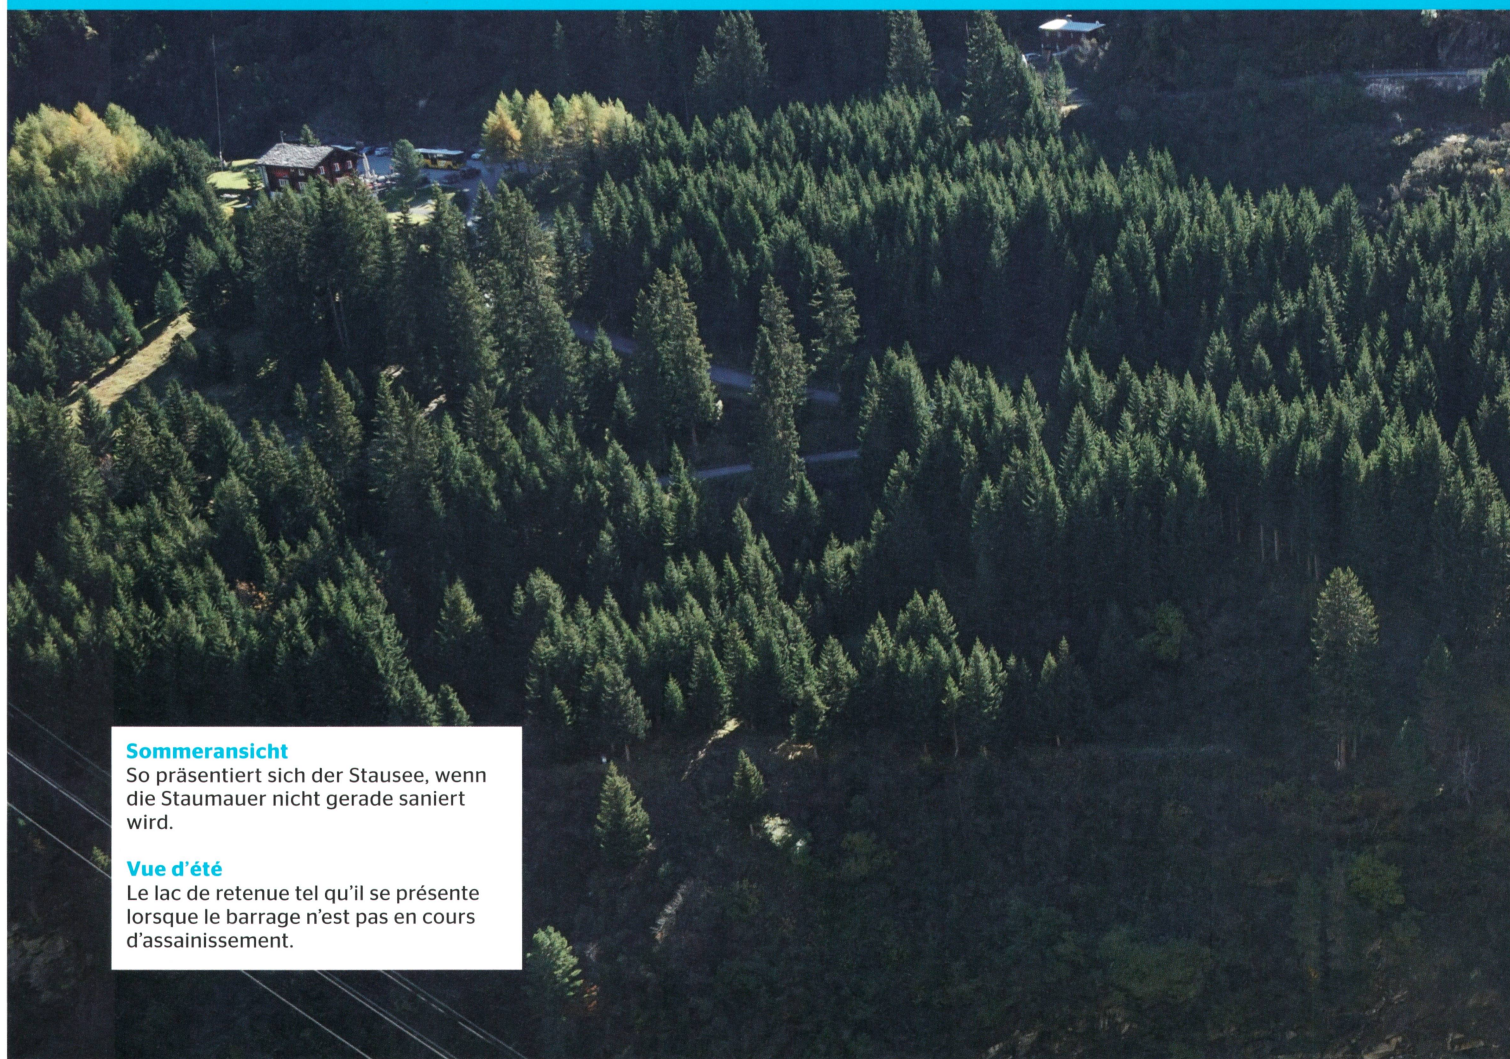 Sommeransicht
So präsentiert sich der Stausee, wenn
die Staumauer nicht gerade saniert
wird.
Vue d'été
Le lac de retenue tel qu'il se présente
lorsque le barrage n'est pas en cours
d'assainissement.